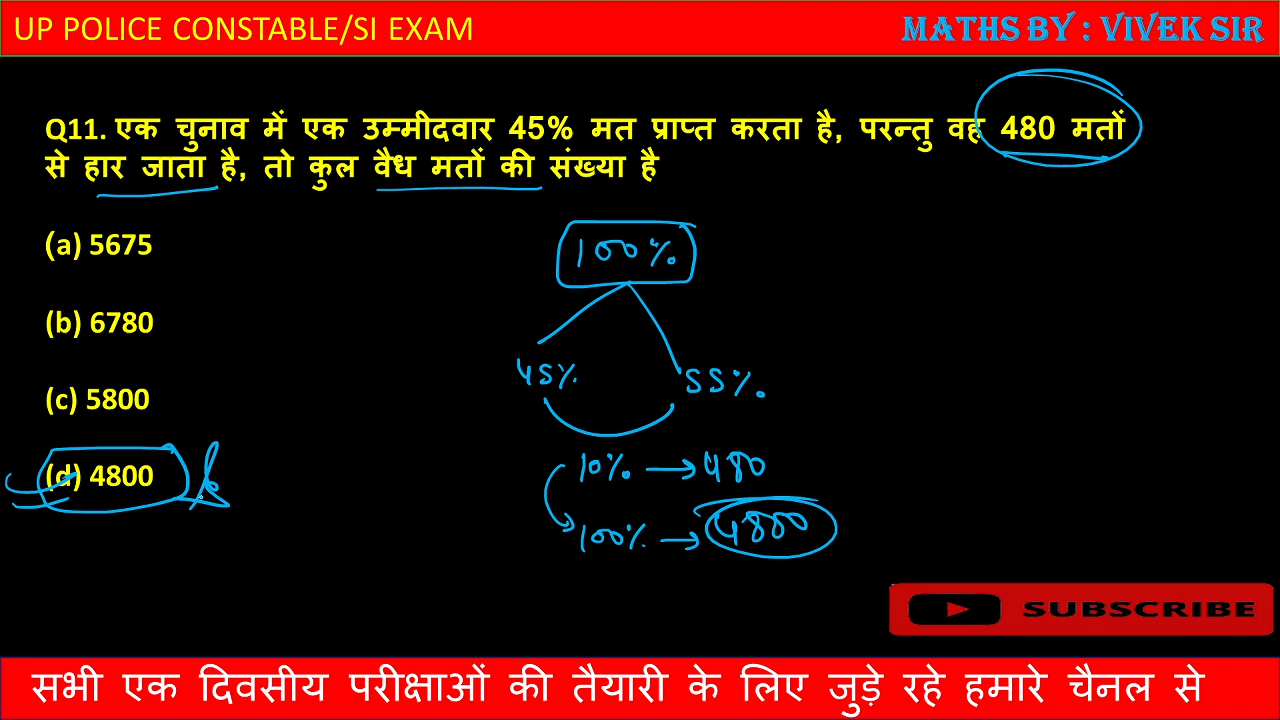 UP POLICE CONSTABLE/SI EXAM
MATHS BY : VIVEK SIR
Q11. एक चुनाव में एक उम्मीदवार 45% मत प्राप्त करता है, परन्तु वह 480 मतों
से हार जाता है, तो कुल वैध मतों की संख्या है
(a) 5675
(b) 6780
(c) 5800
(d) 4800
100%
45%
55%
10% → 480
100% → 4800
SUBSCRIBE
सभी एक दिवसीय परीक्षाओं की तैयारी के लिए जुड़े रहे हमारे चैनल से